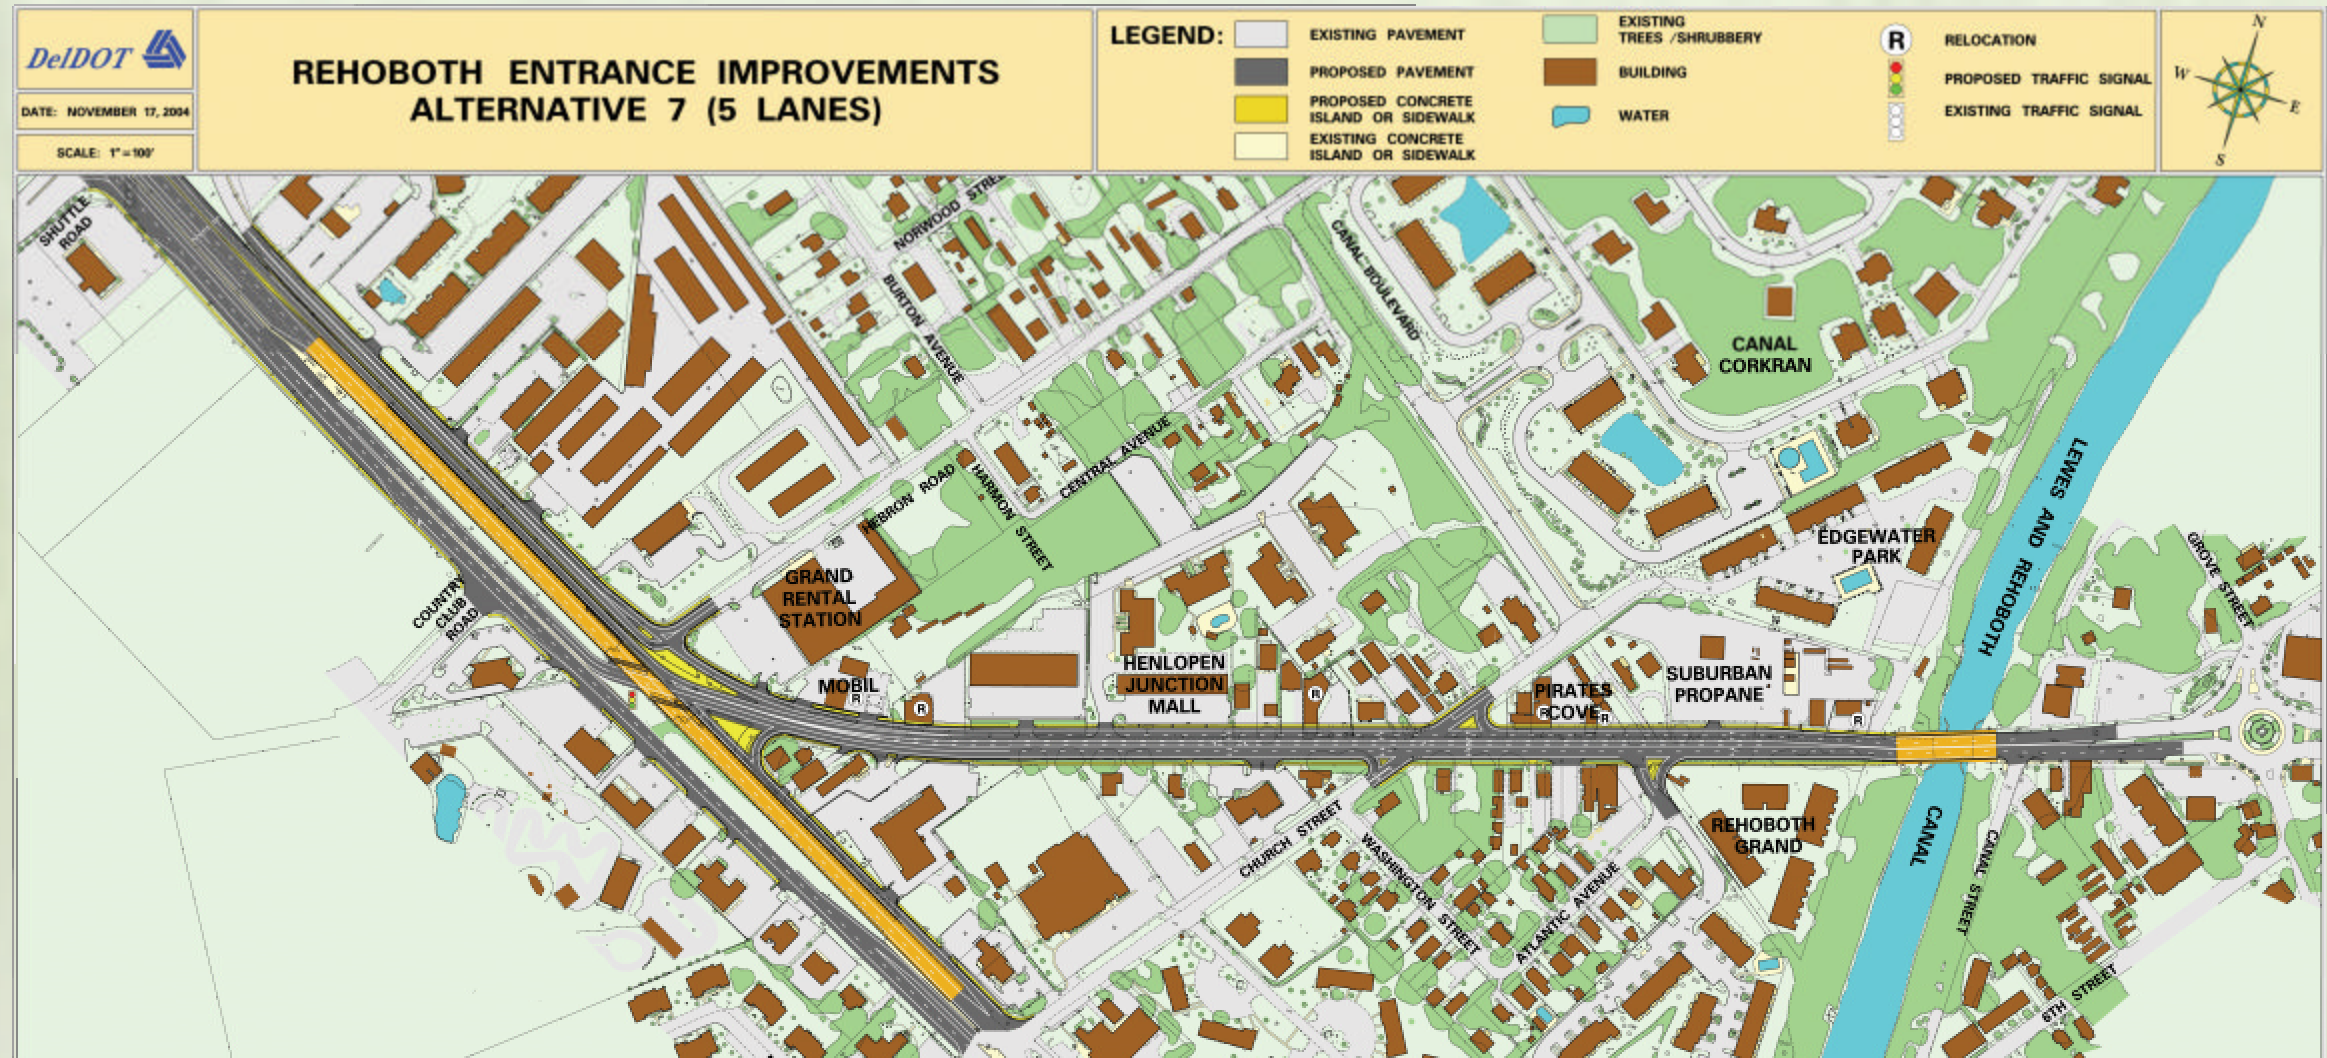 DelDOT
DATE: NOVEMBER 17, 2004
SCALE: 1"=100'
REHOBOTH ENTRANCE IMPROVEMENTS
ALTERNATIVE 7 (5 LANES)
LEGEND:
EXISTING PAVEMENT
PROPOSED PAVEMENT
PROPOSED CONCRETE
ISLAND OR SIDEWALK
EXISTING CONCRETE
ISLAND OR SIDEWALK
EXISTING
TREES /SHRUBBERY
BUILDING
WATER
R
RELOCATION
PROPOSED TRAFFIC SIGNAL
EXISTING TRAFFIC SIGNAL
N
W
E
S
SHUTTLE
ROAD
NORWOOD STREE
BURTON AVENUE
CANAL BOULEVARD
CANAL
CORKRAN
HEBRON ROAD
HARMON STREET
CENTRAL AVENUE
LEWES AND REHOBOTH
CANAL
EDGEWATER
PARK
GROVE STREET
COUNTRY
CLUB
ROAD
GRAND
RENTAL
STATION
MOBIL
R
R
HENLOPEN
JUNCTION
MALL
R
PIRATES
COVE
R
R
SUBURBAN
PROPANE
R
CHURCH STREET
WASHINGTON STREET
ATLANTIC AVENUE
REHOBOTH
GRAND
CANAL STREET
6TH STREET